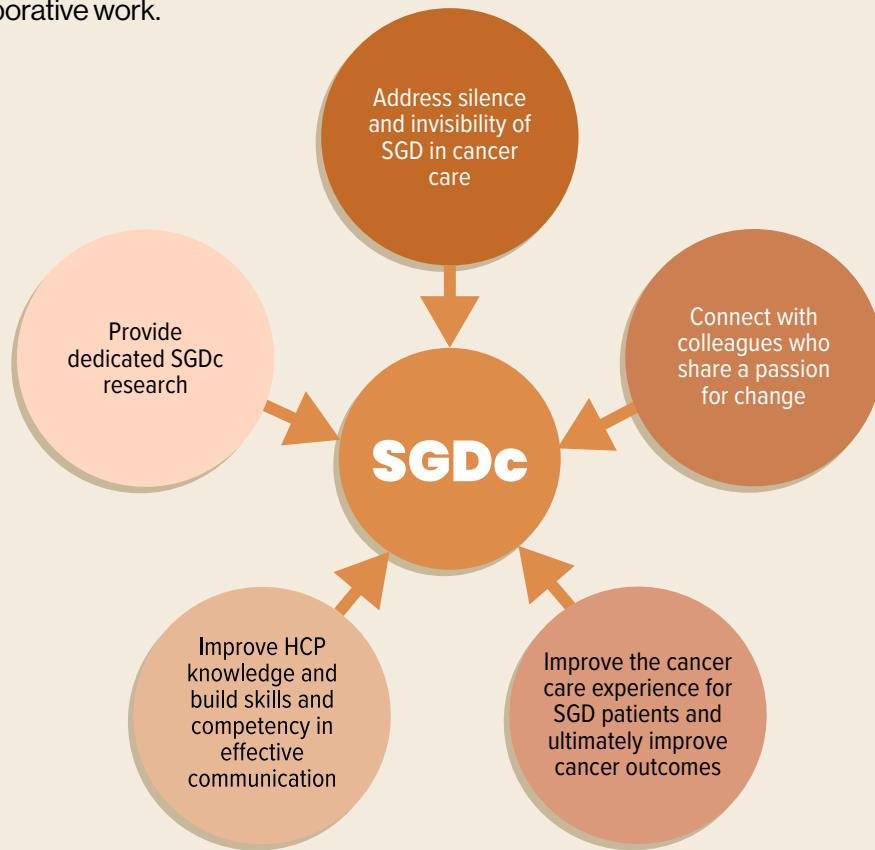 porative work.
Address silence
and invisibility of
SGD in cancer
care
Connect with
colleagues who
share a passion
for change
Provide
dedicated SGDc
research
SGDc
Improve HCP
knowledge and
build skills and
competency in
effective
communication
Improve the cancer
care experience for
SGD patients and
ultimately improve
cancer outcomes